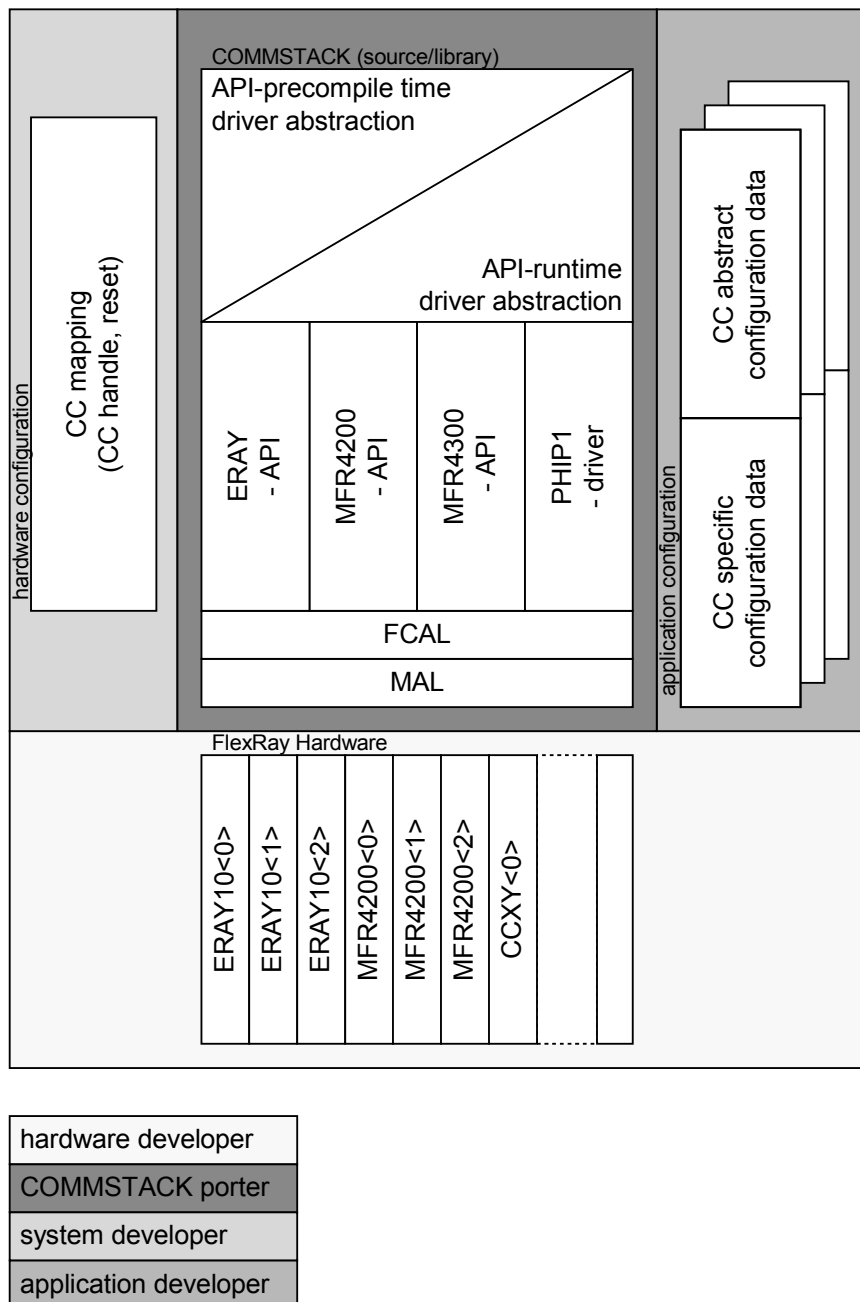 COMMSTACK (source/library)
API-precompile time
driver abstraction
API-runtime
driver abstraction
hardware configuration
CC mapping
(CC handle, reset)
ERAY
- API
MFR4200
- API
MFR4300
- API
PHIP1
- driver
FCAL
MAL
application configuration
CC abstract
configuration data
CC specific
configuration data
FlexRay Hardware
ERAY10<0>
ERAY10<1>
ERAY10<2>
MFR4200<0>
MFR4200<1>
MFR4200<2>
CCXY<0>
hardware developer
COMMSTACK porter
system developer
application developer